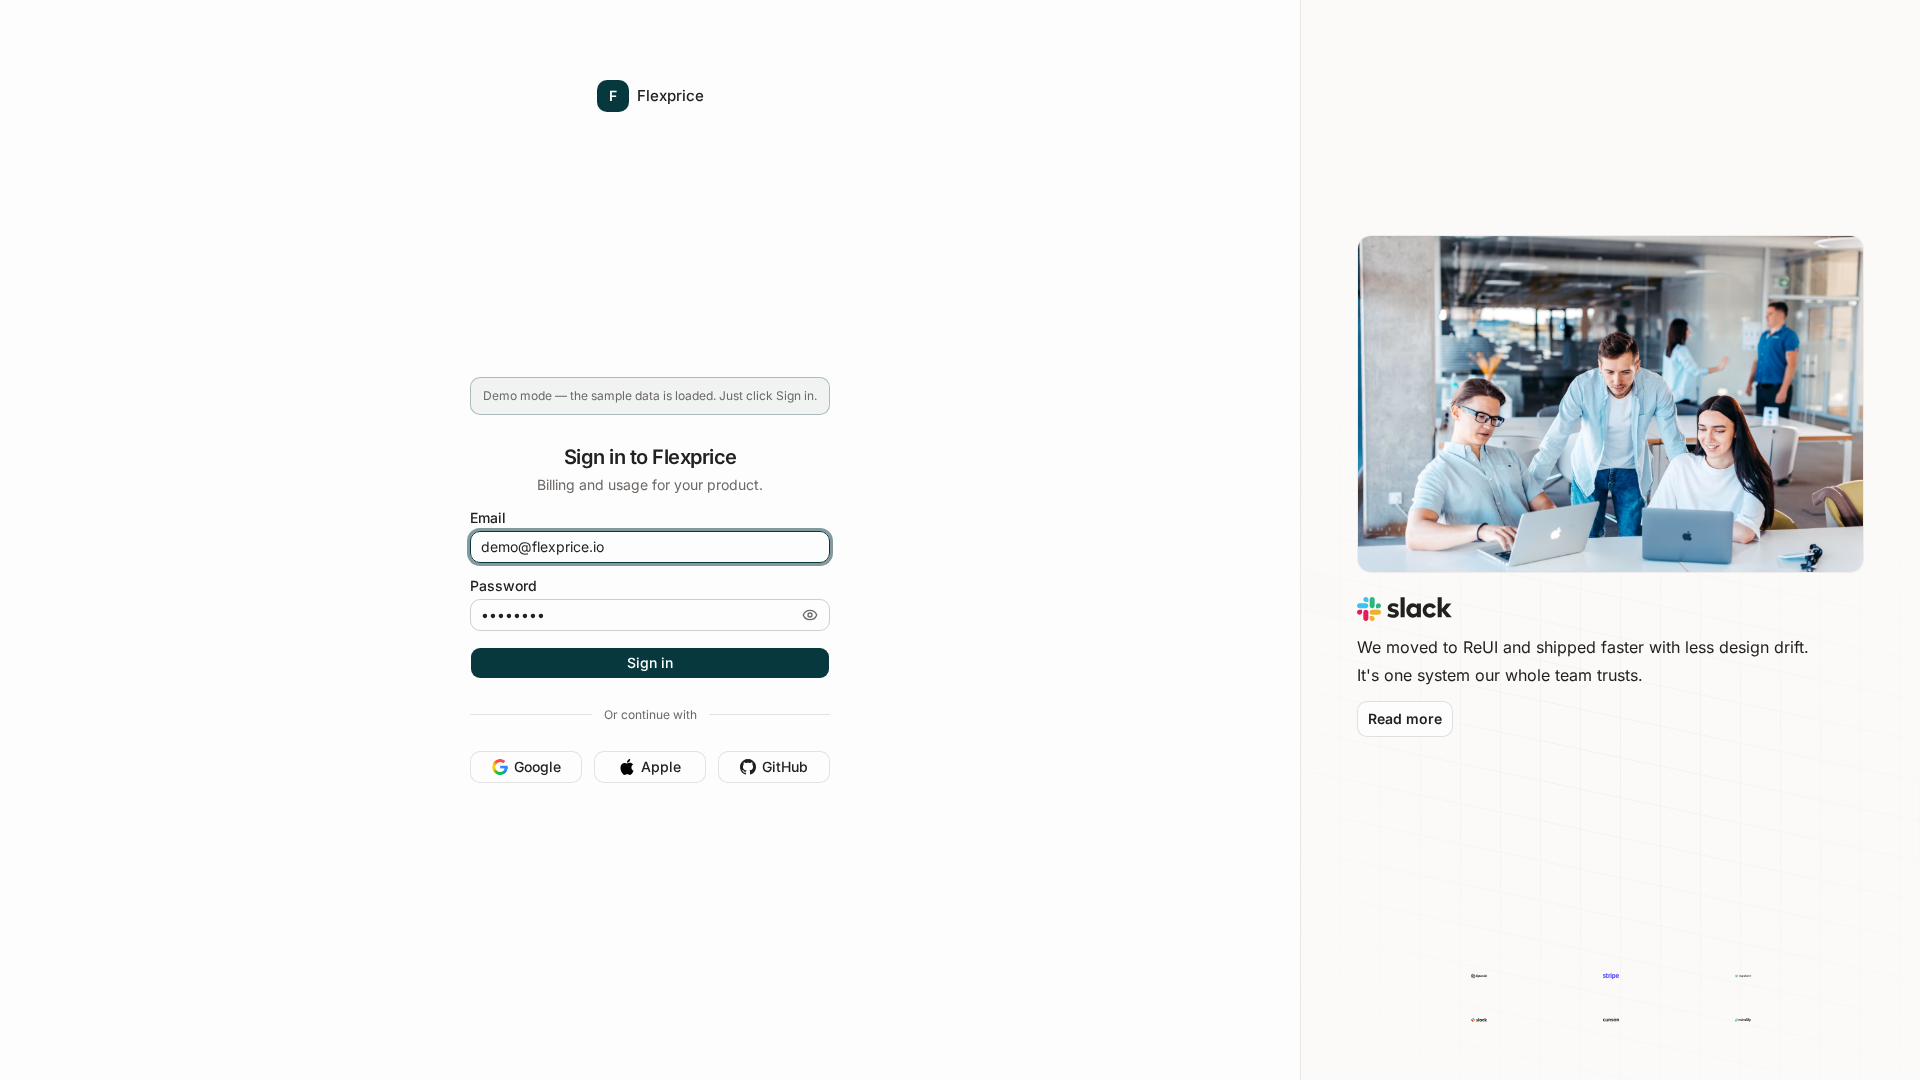 F Flexprice
Demo mode — the sample data is loaded. Just click Sign in.
Sign in to Flexprice
Billing and usage for your product.
Email
demo@flexprice.io
Password
••••••••
Sign in
Or continue with
Google Apple GitHub
slack
We moved to ReUI and shipped faster with less design drift.
It's one system our whole team trusts.
Read more
stripe
slack